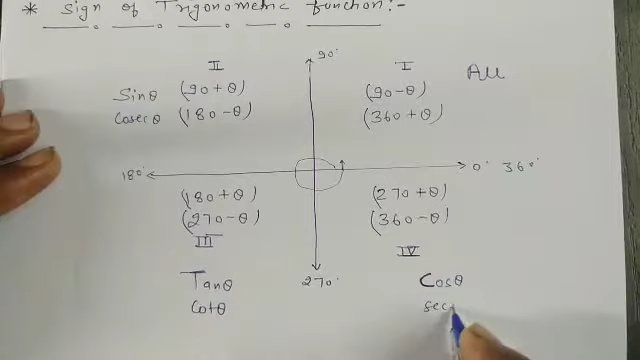 * Sign of Trigonometric function:-
90°
II
I
All
Sinθ (90+θ)
(90-θ)
Cosecθ (180-θ)
(360+θ)
180°
0° 360°
(180+θ)
(270+θ)
(270-θ)
(360-θ)
III
IV
Tanθ
270°
Cosθ
Cotθ
sec